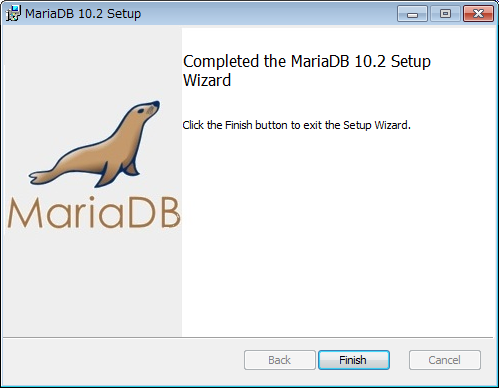 MariaDB 10.2 Setup
Completed the MariaDB 10.2 Setup
Wizard
Click the Finish button to exit the Setup Wizard.
MariaDB
Back
Finish
Cancel